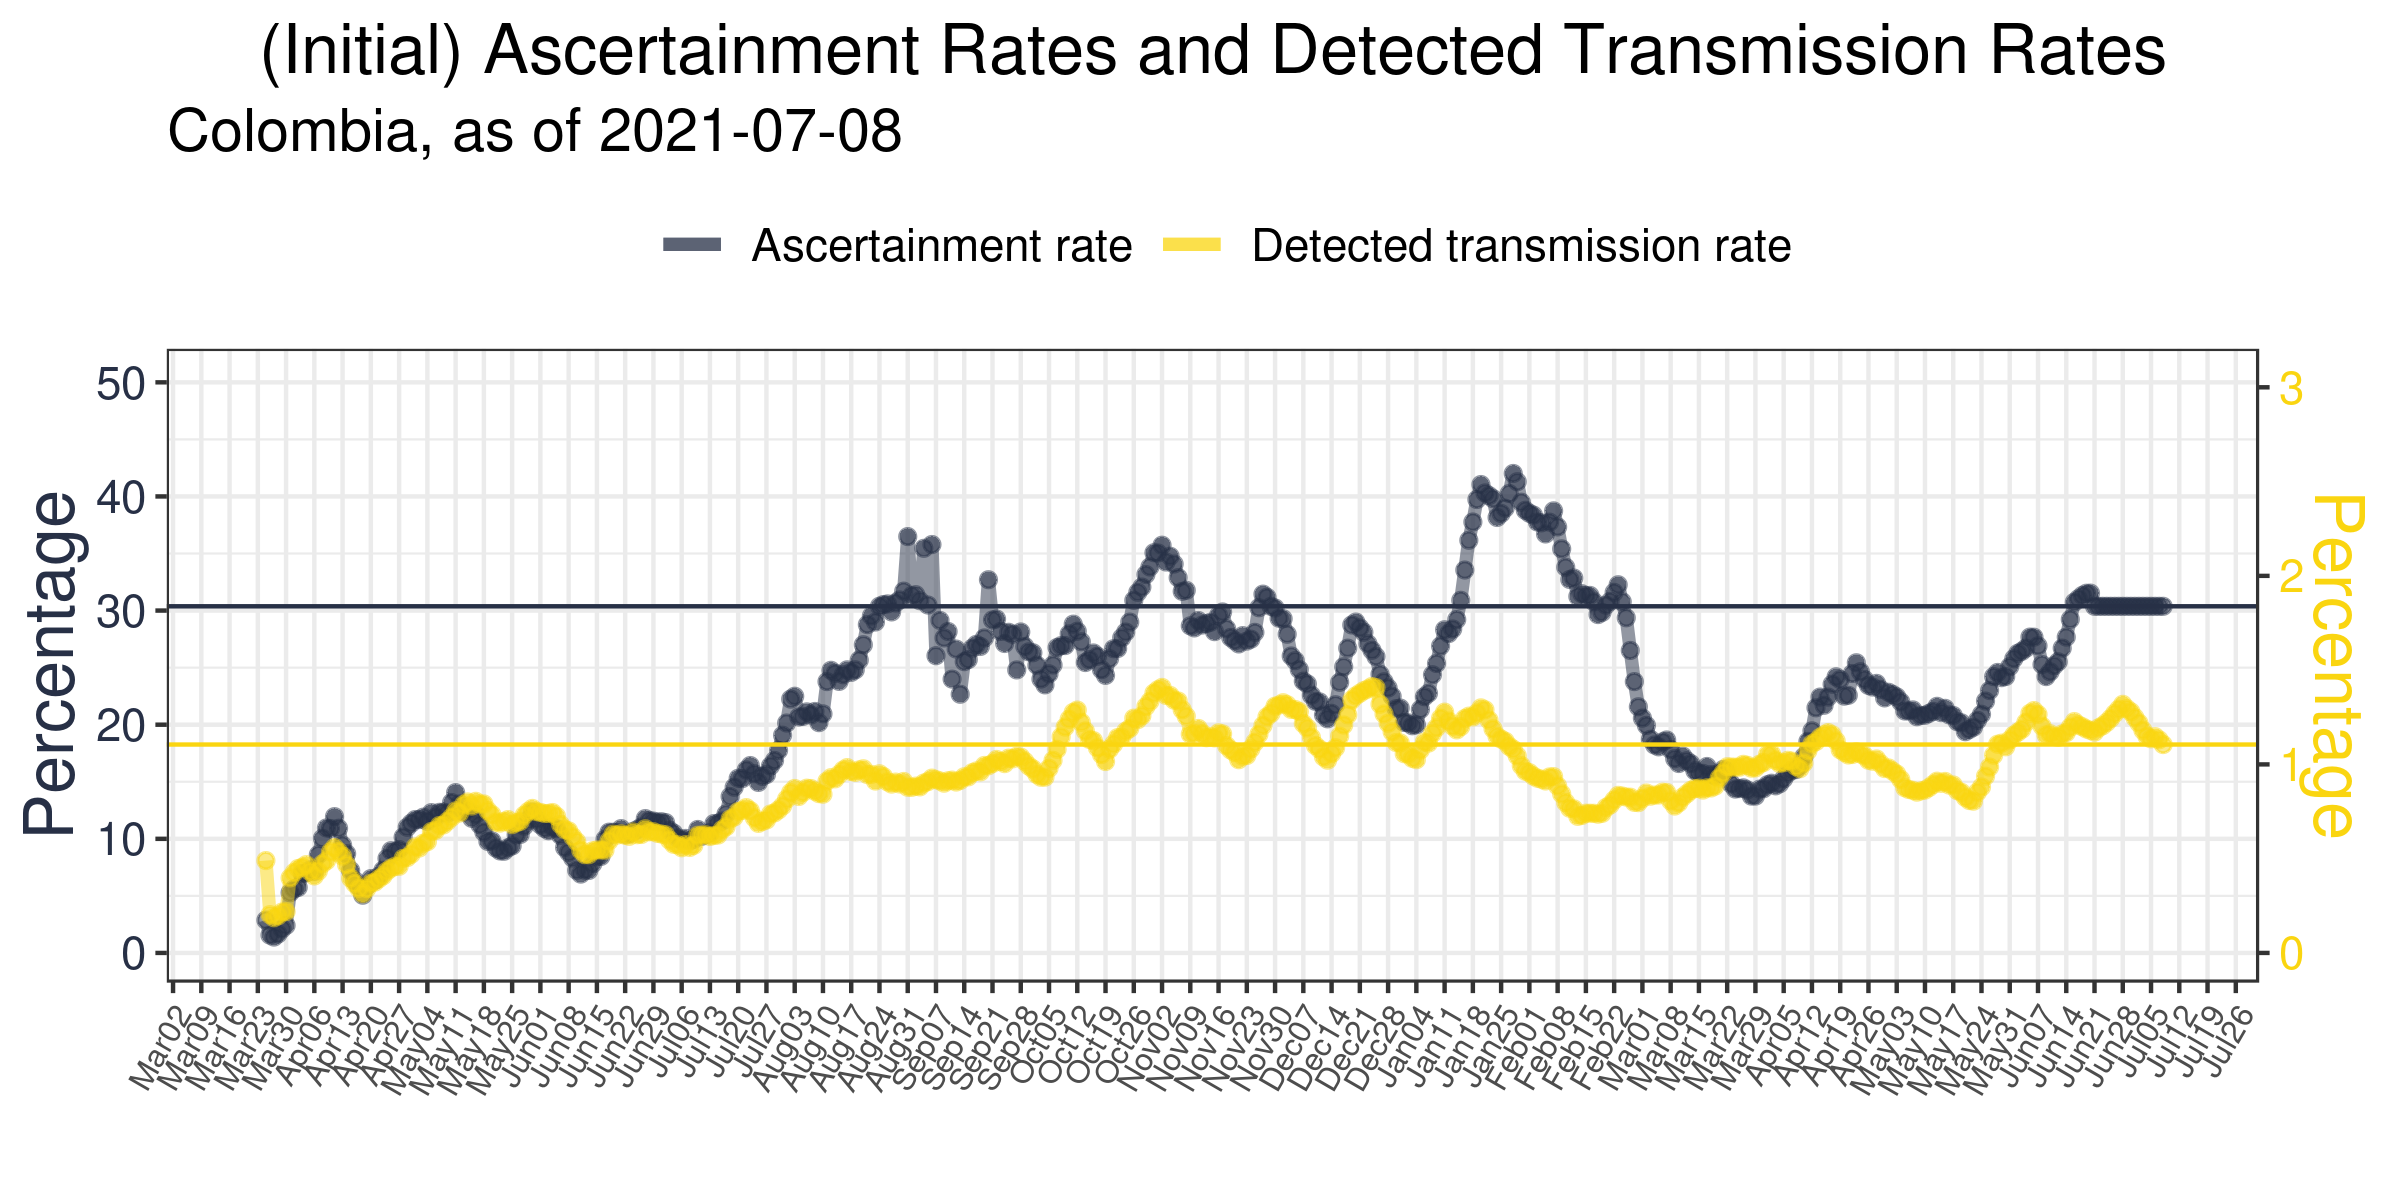 (Initial) Ascertainment Rates and Detected Transmission Rates
Colombia, as of 2021-07-08
Ascertainment rate
Detected transmission rate
Percentage
50
40
30
20
10
0
3
2
1
0
Percentage
Mar02
Mar09
Mar16
Mar23
Mar30
Apr06
Apr13
Apr20
Apr27
May04
May11
May18
May25
Jun01
Jun08
Jun15
Jun22
Jun29
Jul06
Jul13
Jul20
Jul27
Aug03
Aug10
Aug17
Aug24
Aug31
Sep07
Sep14
Sep21
Sep28
Oct05
Oct12
Oct19
Oct26
Nov02
Nov09
Nov16
Nov23
Nov30
Dec07
Dec14
Dec21
Dec28
Jan04
Jan11
Jan18
Jan25
Feb01
Feb08
Feb15
Feb22
Mar01
Mar08
Mar15
Mar22
Mar29
Apr05
Apr12
Apr19
Apr26
May03
May10
May17
May24
May31
Jun07
Jun14
Jun21
Jun28
Jul05
Jul12
Jul19
Jul26